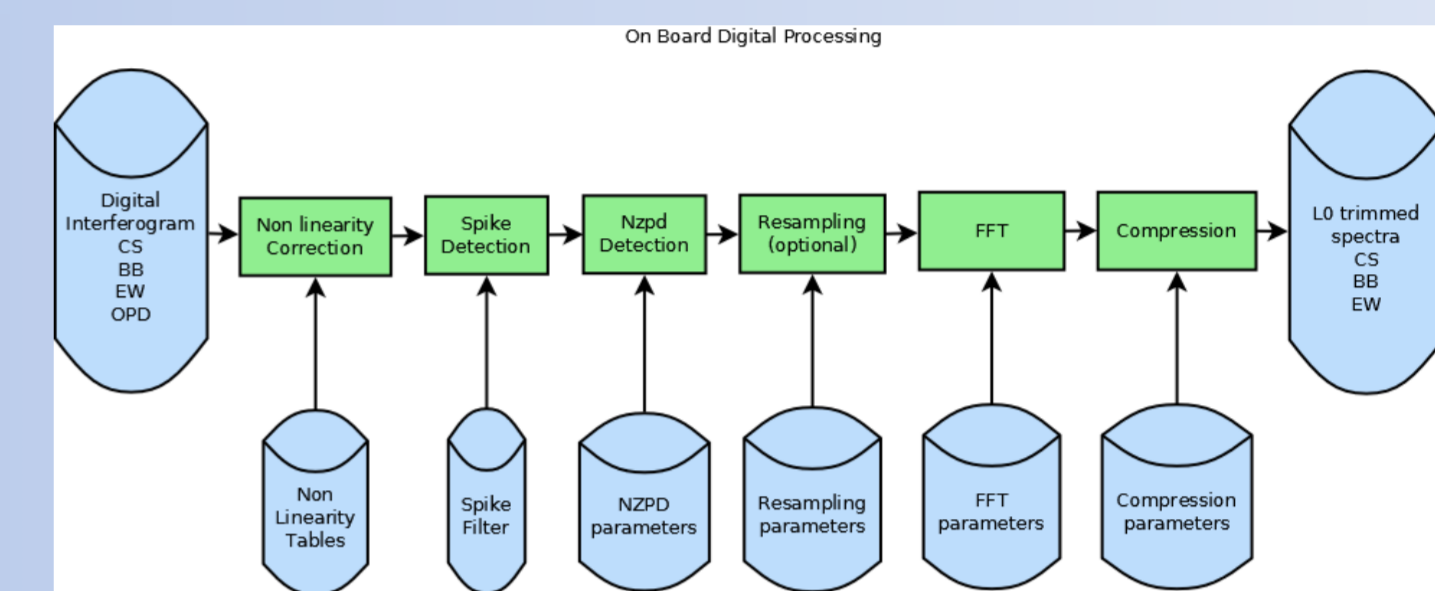 On Board Digital Processing
Digital
Interferogram
CS
BB
EW
OPD
Non linearity
Correction
Spike
Detection
Nzpd
Detection
Resampling
(optional)
FFT
Compression
L0 trimmed
spectra
CS
BB
EW
Non
Linearity
Tables
Spike
Filter
NZPD
parameters
Resampling
parameters
FFT
parameters
Compression
parameters